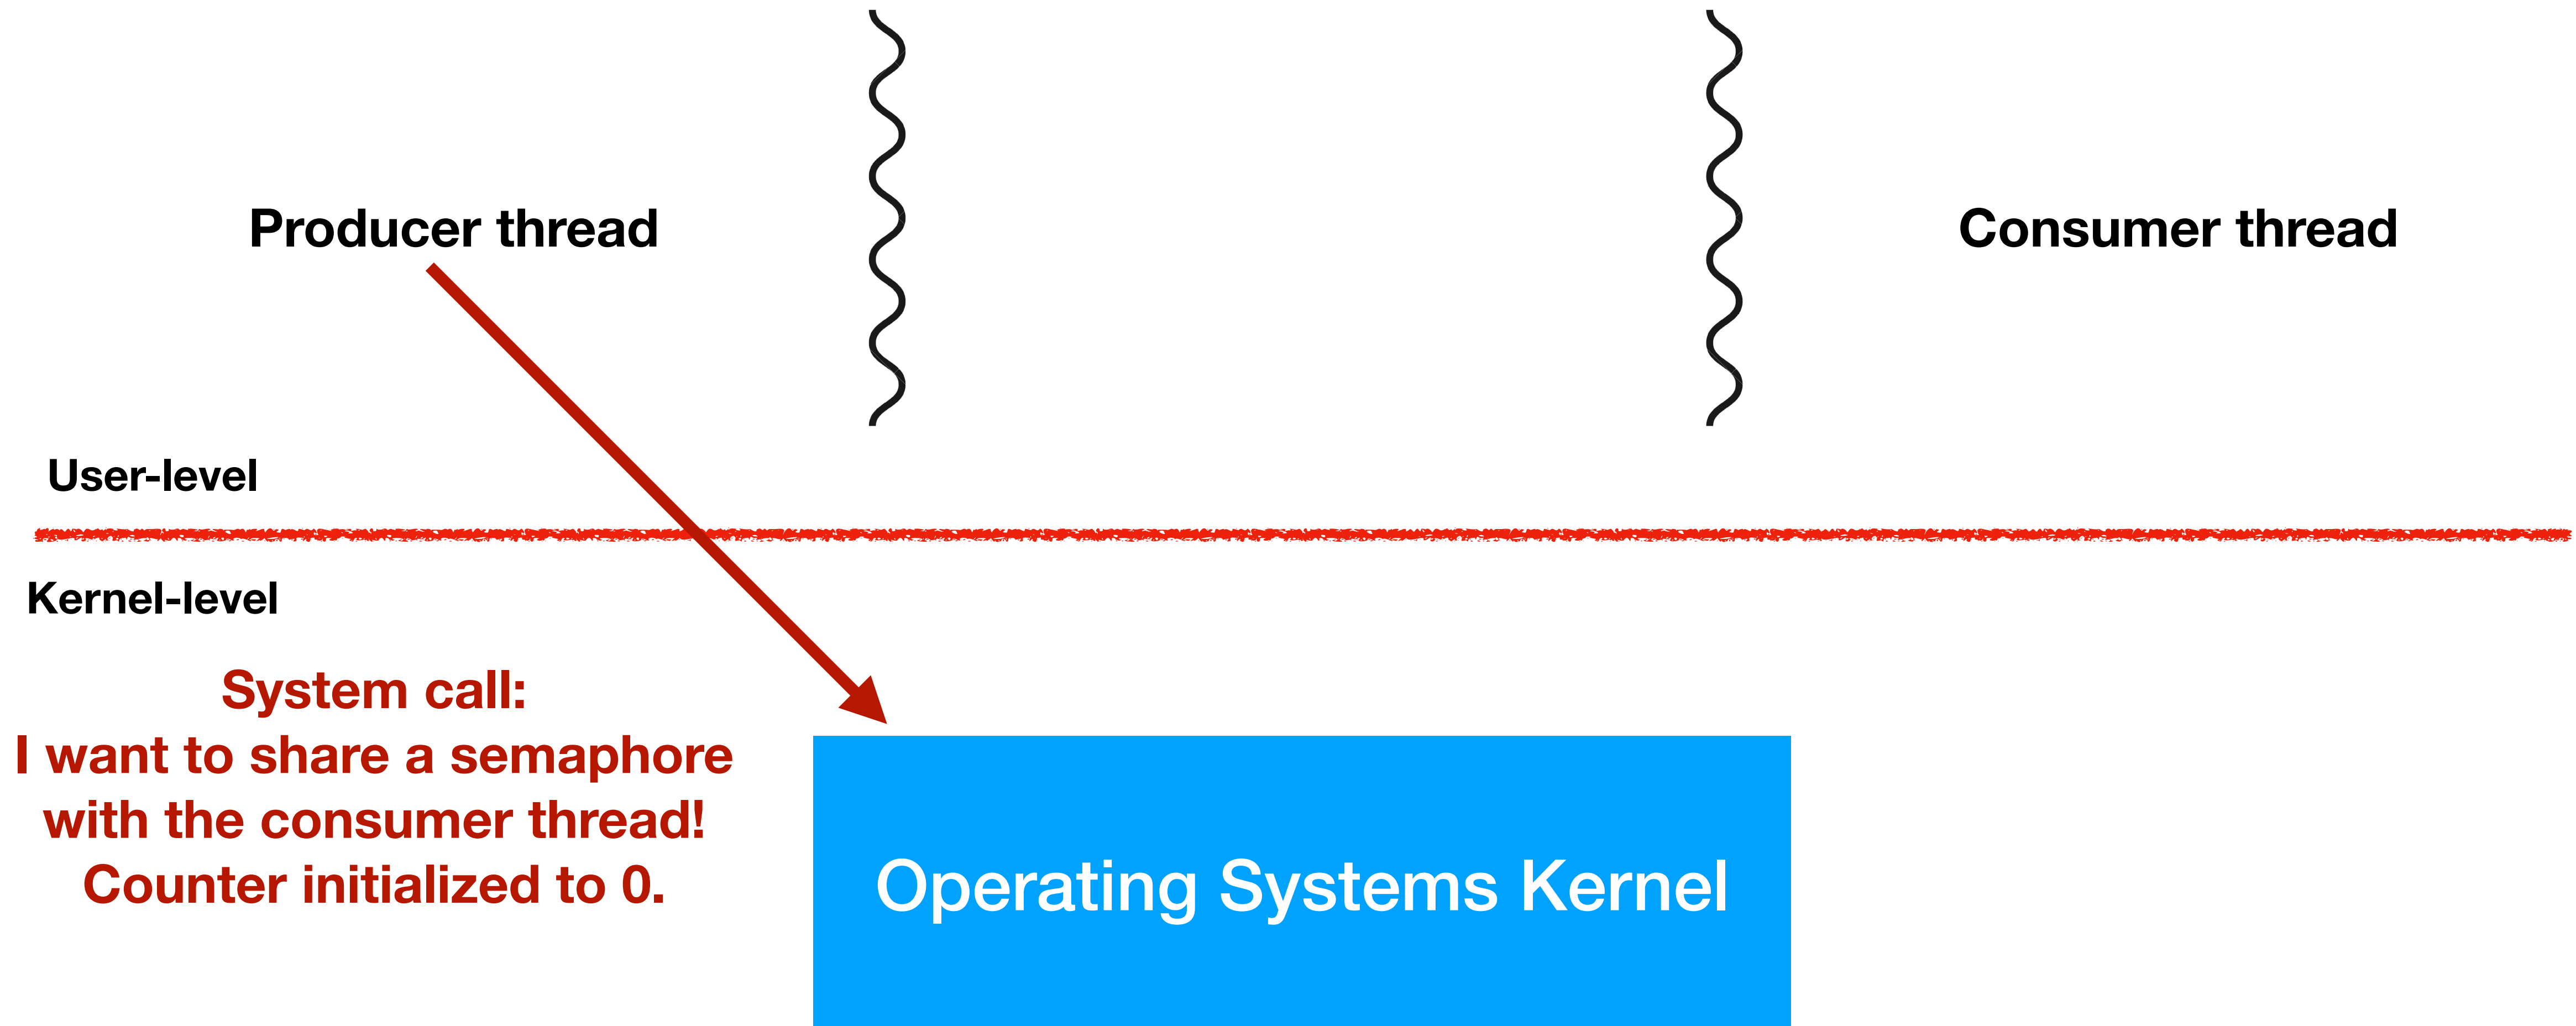 Producer thread
Consumer thread
User-level
Kernel-level
System call:
I want to share a semaphore
with the consumer thread!
Counter initialized to 0.
Operating Systems Kernel